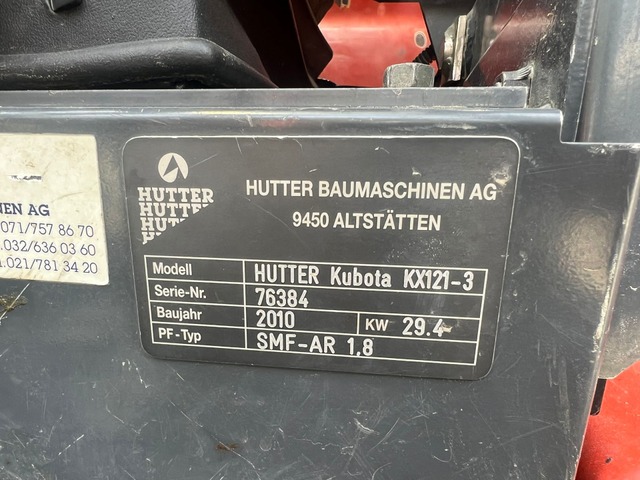 NEN AG
071/757 86 70
.032/636 03 60
.021/781 34 20
HUTTER
HUTTER
HUTTER
HUTTER BAUMASCHINEN AG
9450 ALTSTÄTTEN
Modell HUTTER Kubota KX121-3
Serie-Nr. 76384
Baujahr 2010 KW 29.4
PF-Typ SMF-AR 1,8